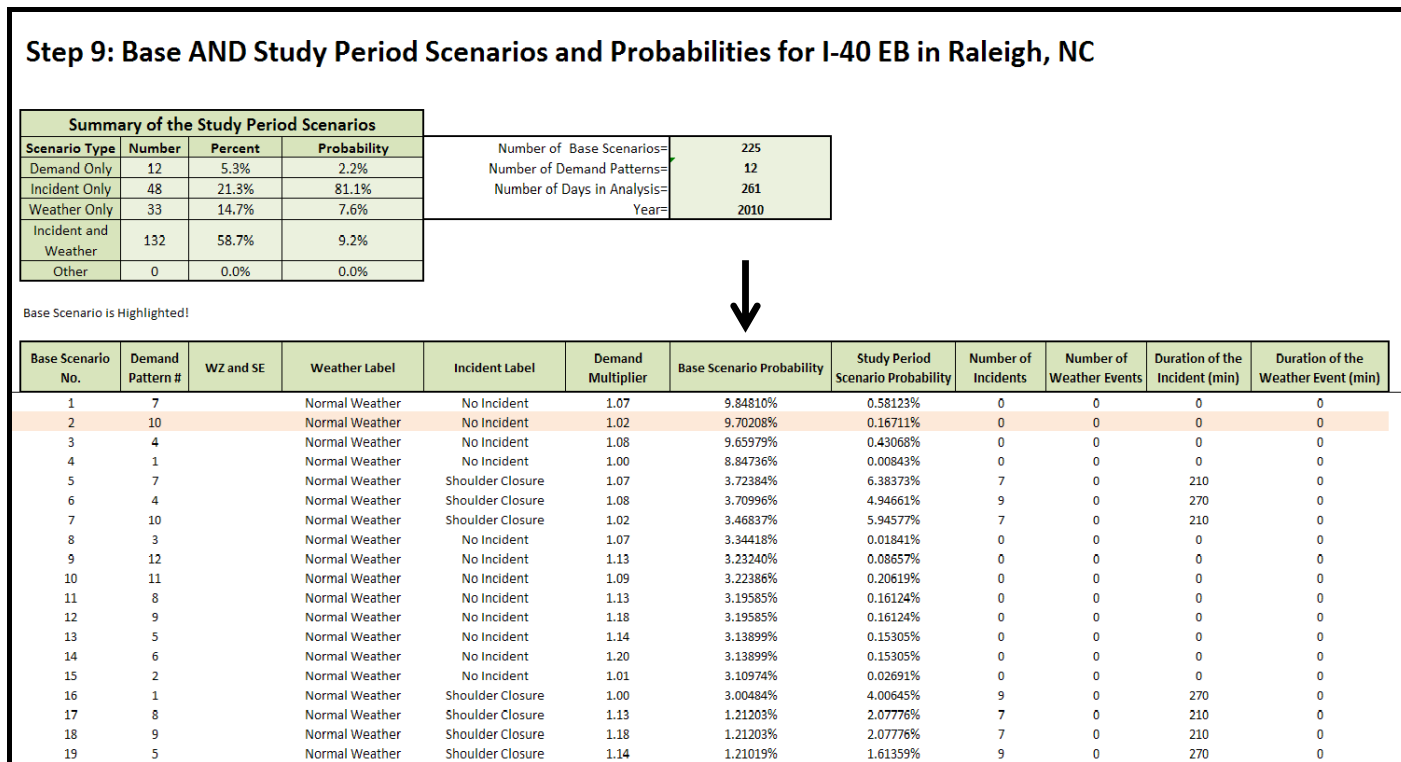 Step 9: Base AND Study Period Scenarios and Probabilities for I-40 EB in Raleigh, NC
Summary of the Study Period Scenarios
Scenario Type Number Percent Probability
Demand Only 12 5.3% 2.2%
Incident Only 48 21.3% 81.1%
Weather Only 33 14.7% 7.6%
Incident and
Weather 132 58.7% 9.2%
Other 0 0.0% 0.0%
Number of Base Scenarios= 225
Number of Demand Patterns= 12
Number of Days in Analysis= 261
Year= 2010
Base Scenario is Highlighted!
Base Scenario No. Demand Pattern # WZ and SE Weather Label Incident Label Demand Multiplier Base Scenario Probability Study Period Scenario Probability Number of Incidents Number of Weather Events Duration of the Incident (min) Duration of the Weather Event (min)
1 7 Normal Weather No Incident 1.07 9.84810% 0.58123% 0 0 0 0
2 10 Normal Weather No Incident 1.02 9.70208% 0.16711% 0 0 0 0
3 4 Normal Weather No Incident 1.08 9.65979% 0.43068% 0 0 0 0
4 1 Normal Weather No Incident 1.00 8.84736% 0.00843% 0 0 0 0
5 7 Normal Weather Shoulder Closure 1.07 3.72384% 6.38373% 7 0 210 0
6 4 Normal Weather Shoulder Closure 1.08 3.70996% 4.94661% 9 0 270 0
7 10 Normal Weather Shoulder Closure 1.02 3.46837% 5.94577% 7 0 210 0
8 3 Normal Weather No Incident 1.07 3.34418% 0.01841% 0 0 0 0
9 12 Normal Weather No Incident 1.13 3.23240% 0.08657% 0 0 0 0
10 11 Normal Weather No Incident 1.09 3.22386% 0.20619% 0 0 0 0
11 8 Normal Weather No Incident 1.13 3.19585% 0.16124% 0 0 0 0
12 9 Normal Weather No Incident 1.18 3.19585% 0.16124% 0 0 0 0
13 5 Normal Weather No Incident 1.14 3.13899% 0.15305% 0 0 0 0
14 6 Normal Weather No Incident 1.20 3.13899% 0.15305% 0 0 0 0
15 2 Normal Weather No Incident 1.01 3.10974% 0.02691% 0 0 0 0
16 1 Normal Weather Shoulder Closure 1.00 3.00484% 4.00645% 9 0 270 0
17 8 Normal Weather Shoulder Closure 1.13 1.21203% 2.07776% 7 0 210 0
18 9 Normal Weather Shoulder Closure 1.18 1.21203% 2.07776% 7 0 210 0
19 5 Normal Weather Shoulder Closure 1.14 1.21019% 1.61359% 9 0 270 0